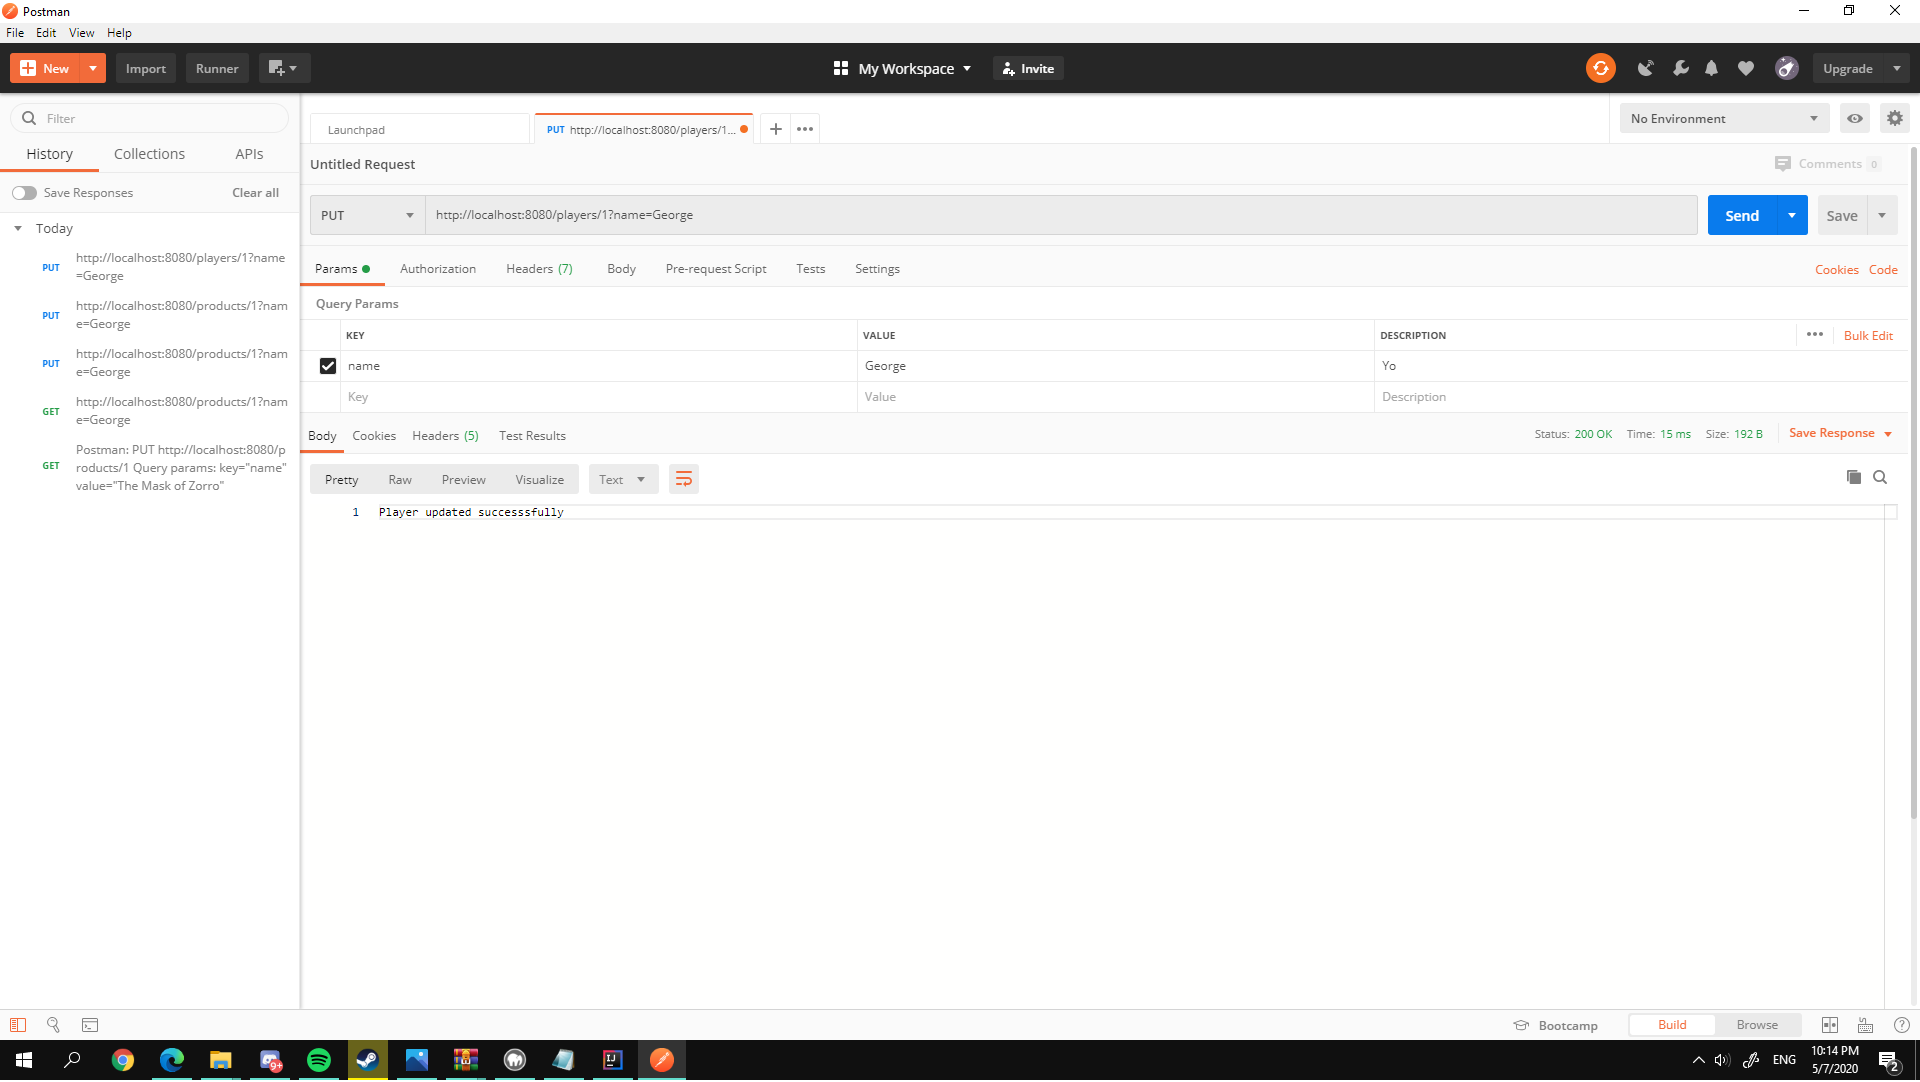 Postman
File Edit View Help
New Import Runner My Workspace Invite Upgrade
Filter
History Collections APIs
Save Responses Clear all
Today
PUT http://localhost:8080/players/1?name
=George
PUT http://localhost:8080/products/1?nam
e=George
PUT http://localhost:8080/products/1?nam
e=George
GET http://localhost:8080/products/1?nam
e=George
GET Postman: PUT http://localhost:8080/p
roducts/1 Query params: key="name"
value="The Mask of Zorro"
Launchpad PUT http://localhost:8080/players/1... No Environment
Untitled Request Comments 0
PUT http://localhost:8080/players/1?name=George Send Save
Params Authorization Headers (7) Body Pre-request Script Tests Settings Cookies Code
Query Params
KEY VALUE DESCRIPTION Bulk Edit
name George Yo
Key Value Description
Body Cookies Headers (5) Test Results Status: 200 OK Time: 15 ms Size: 192 B Save Response
Pretty Raw Preview Visualize Text
1 Player updated successsfully
Bootcamp Build Browse
9+ IJ ENG 10:14 PM
5/7/2020 2